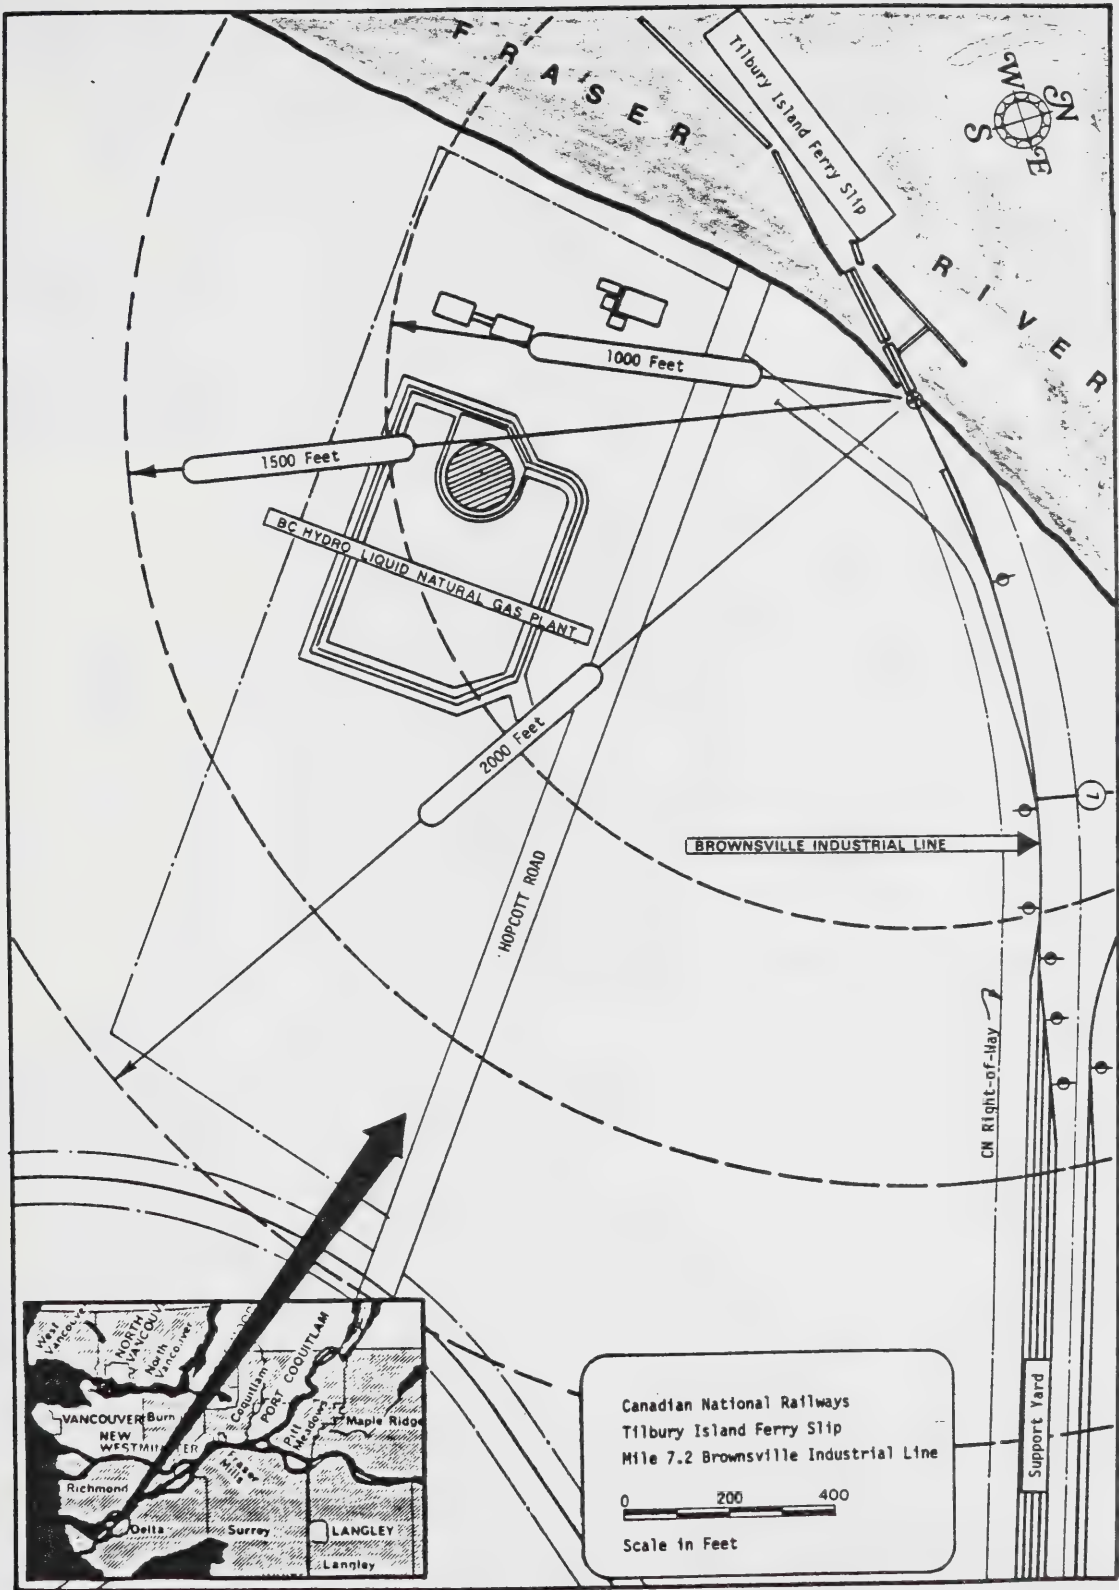 FRASER
RIVER
Tilbury Island Ferry Slip
N
W
E
S
1000 Feet
1500 Feet
BC HYDRO LIQUID NATURAL GAS PLANT
2000 Feet
HOPCOTT ROAD
BROWNSVILLE INDUSTRIAL LINE
CN Right-of-Way
Support Yard
West
Vancouver
NORTH
VANCOUVER
North
Vancouver
Coquitlam
PORT COQUITLAM
Pitt
Meadows
Maple Ridge
VANCOUVER
Burn
NEW
WESTMINSTER
Fraser
Mills
Richmond
Delta
Surrey
LANGLEY
Langley
Canadian National Railways
Tilbury Island Ferry Slip
Mile 7.2 Brownsville Industrial Line
0 200 400
Scale in Feet